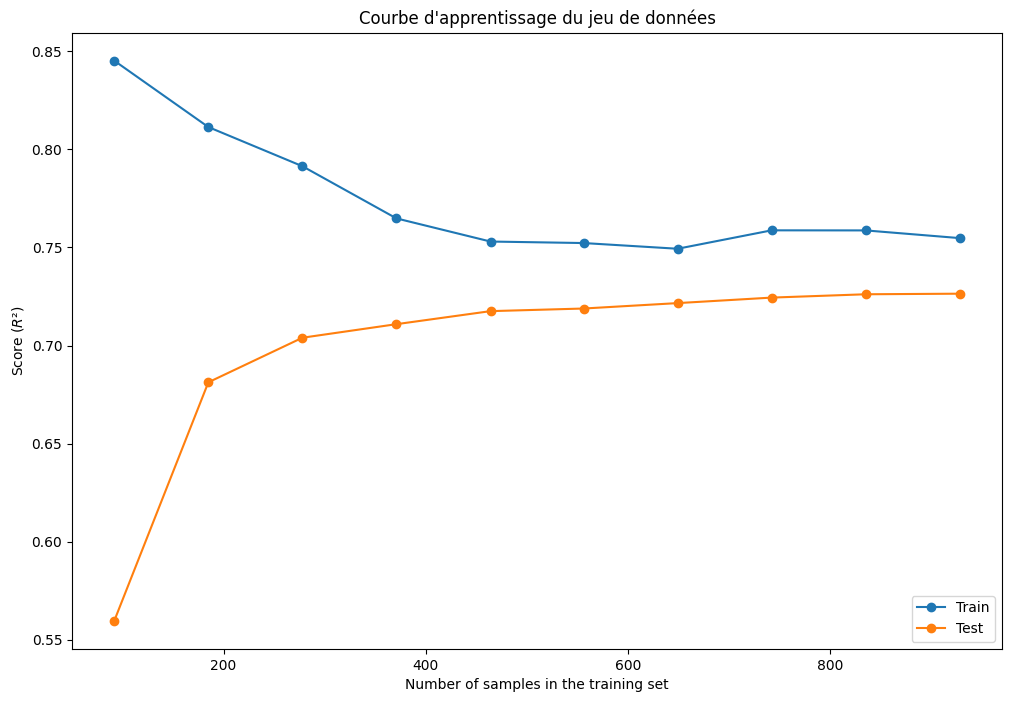 Courbe d'apprentissage du jeu de données
Score (R²)
0.85
0.80
0.75
0.70
0.65
0.60
0.55
200 400 600 800
Number of samples in the training set
Train
Test